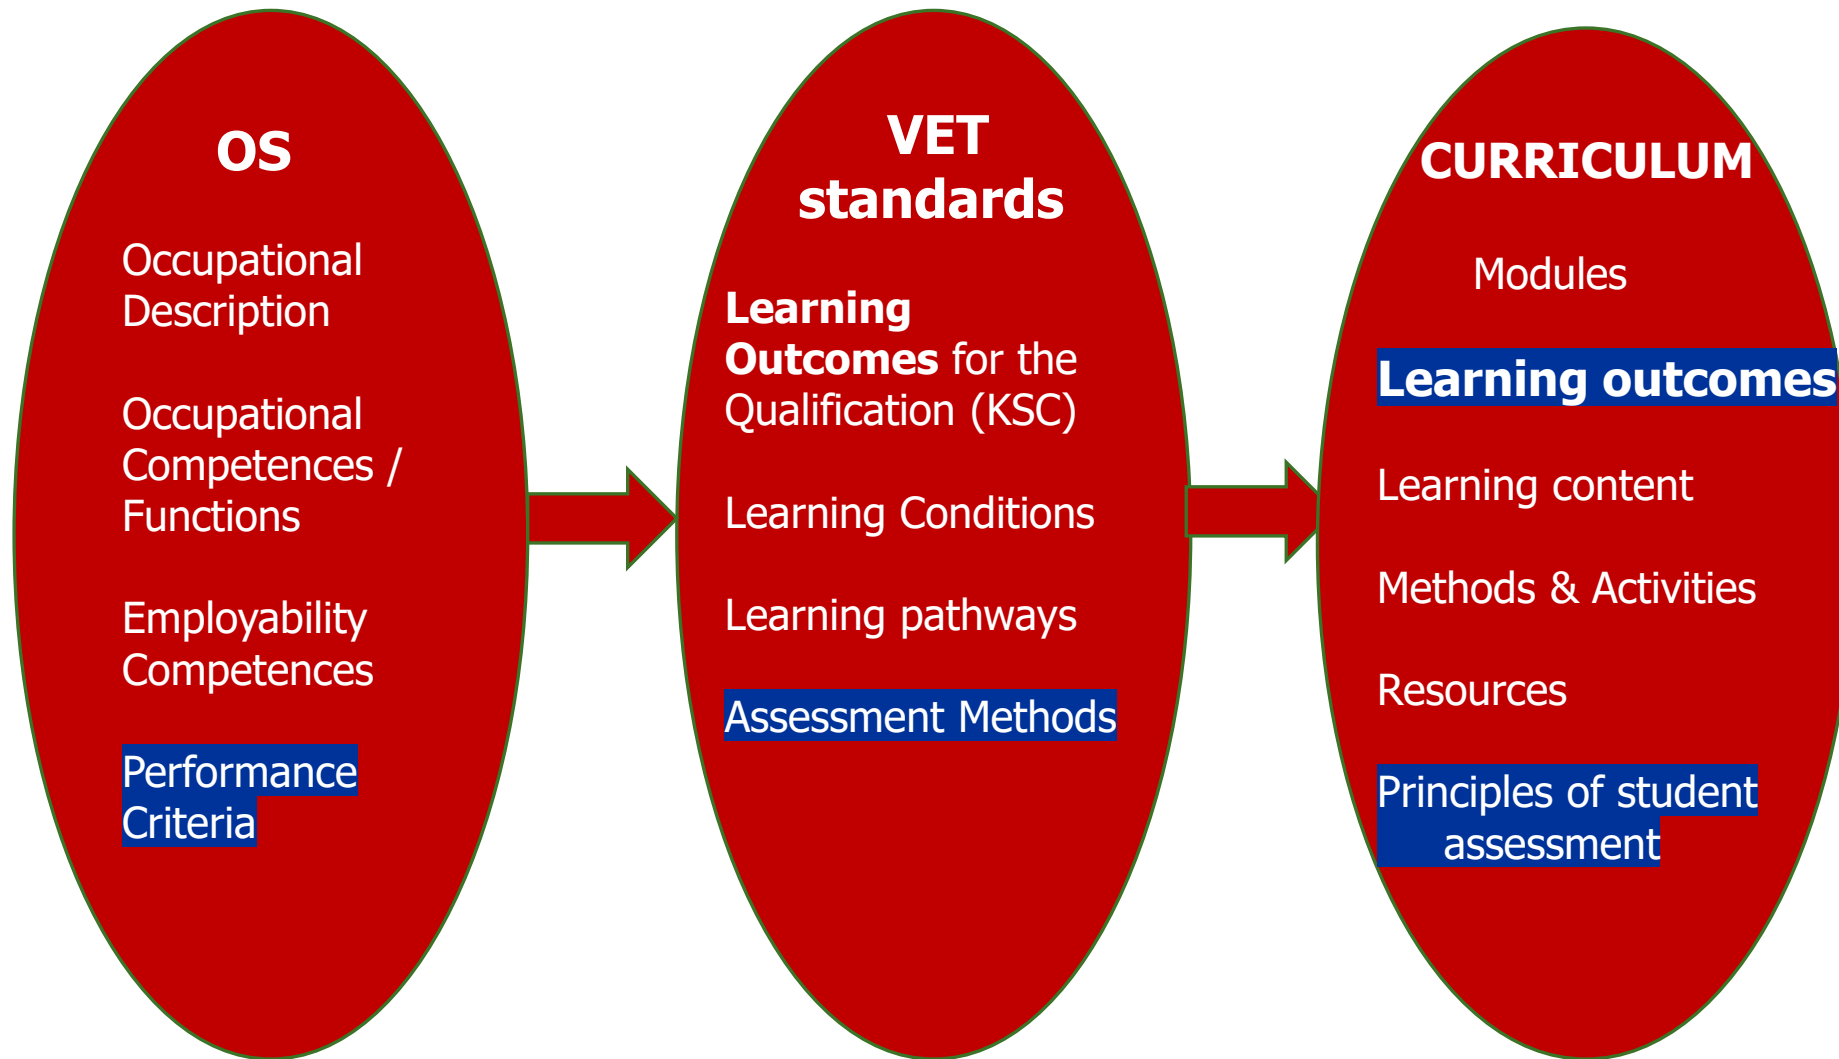 OS
Occupational
Description
Occupational
Competences /
Functions
Employability
Competences
Performance
Criteria
VET
standards
Learning
Outcomes for the
Qualification (KSC)
Learning Conditions
Learning pathways
Assessment Methods
CURRICULUM
Modules
Learning outcomes
Learning content
Methods & Activities
Resources
Principles of student
assessment